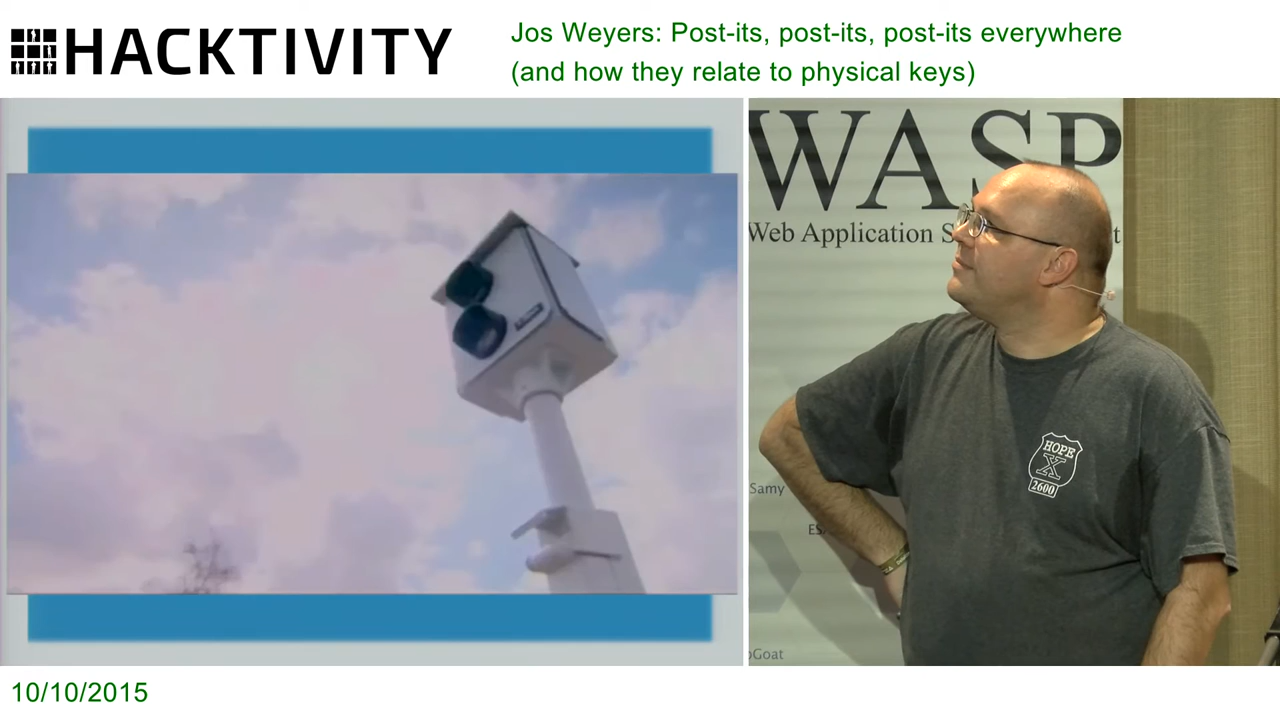 HACKTIVITY
Jos Weyers: Post-its, post-its, post-its everywhere
(and how they relate to physical keys)
WASP
Web Application S t
HOPE
X
2600
Samy
ES
Goat
10/10/2015